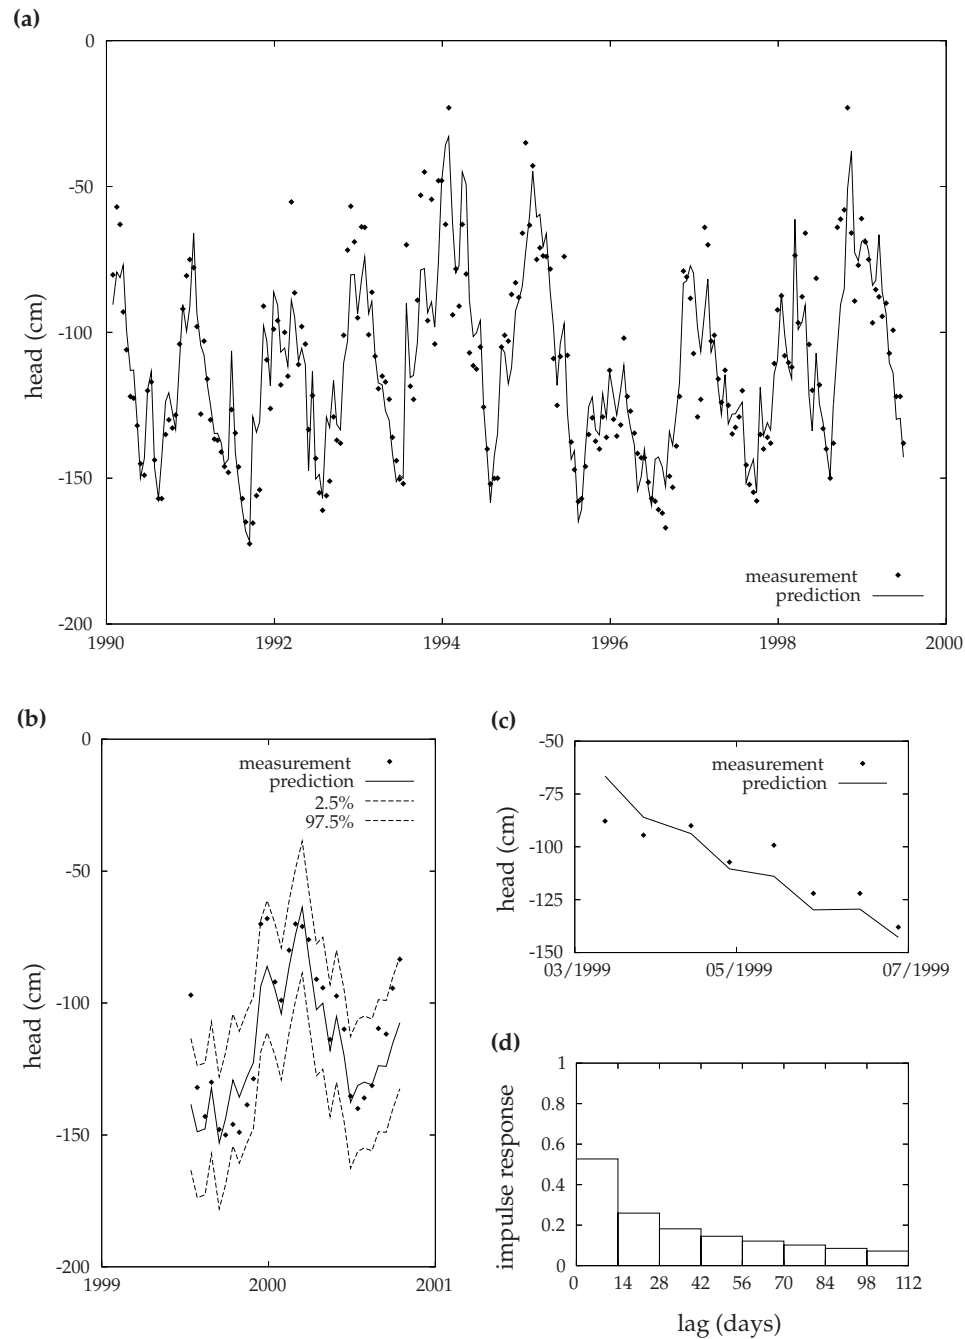 (a)
0
-50
-100
-150
-200
head (cm)
measurement
prediction
1990 1992 1994 1996 1998 2000
(b)
0
-50
-100
-150
-200
head (cm)
measurement
prediction
2.5%
97.5%
1999 2000 2001
(c)
-50
-75
-100
-125
-150
head (cm)
measurement
prediction
03/1999 05/1999 07/1999
(d)
1
0.8
0.6
0.4
0.2
0
impulse response
0 14 28 42 56 70 84 98 112
lag (days)